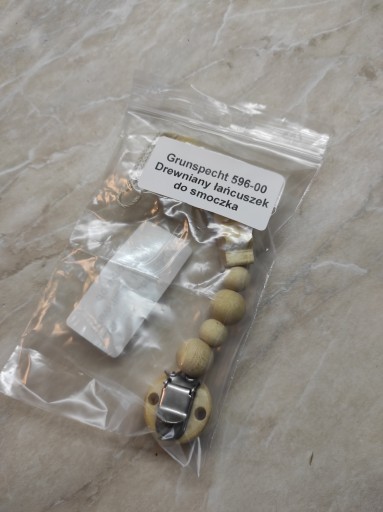 Grunspecht 596-00
Drewniany łańcuszek
do smoczka